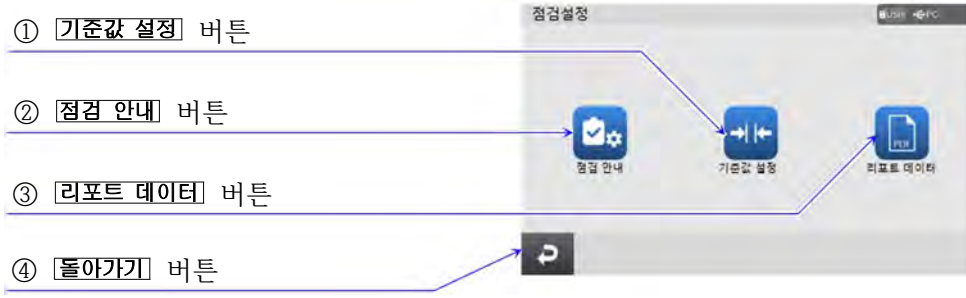 ① 기준값 설정 버튼
② 점검 안내 버튼
③ 리포트 데이터 버튼
④ 돌아가기 버튼
점검설정
USER PC
점검 안내
기준값 설정
PDF
리포트 데이터